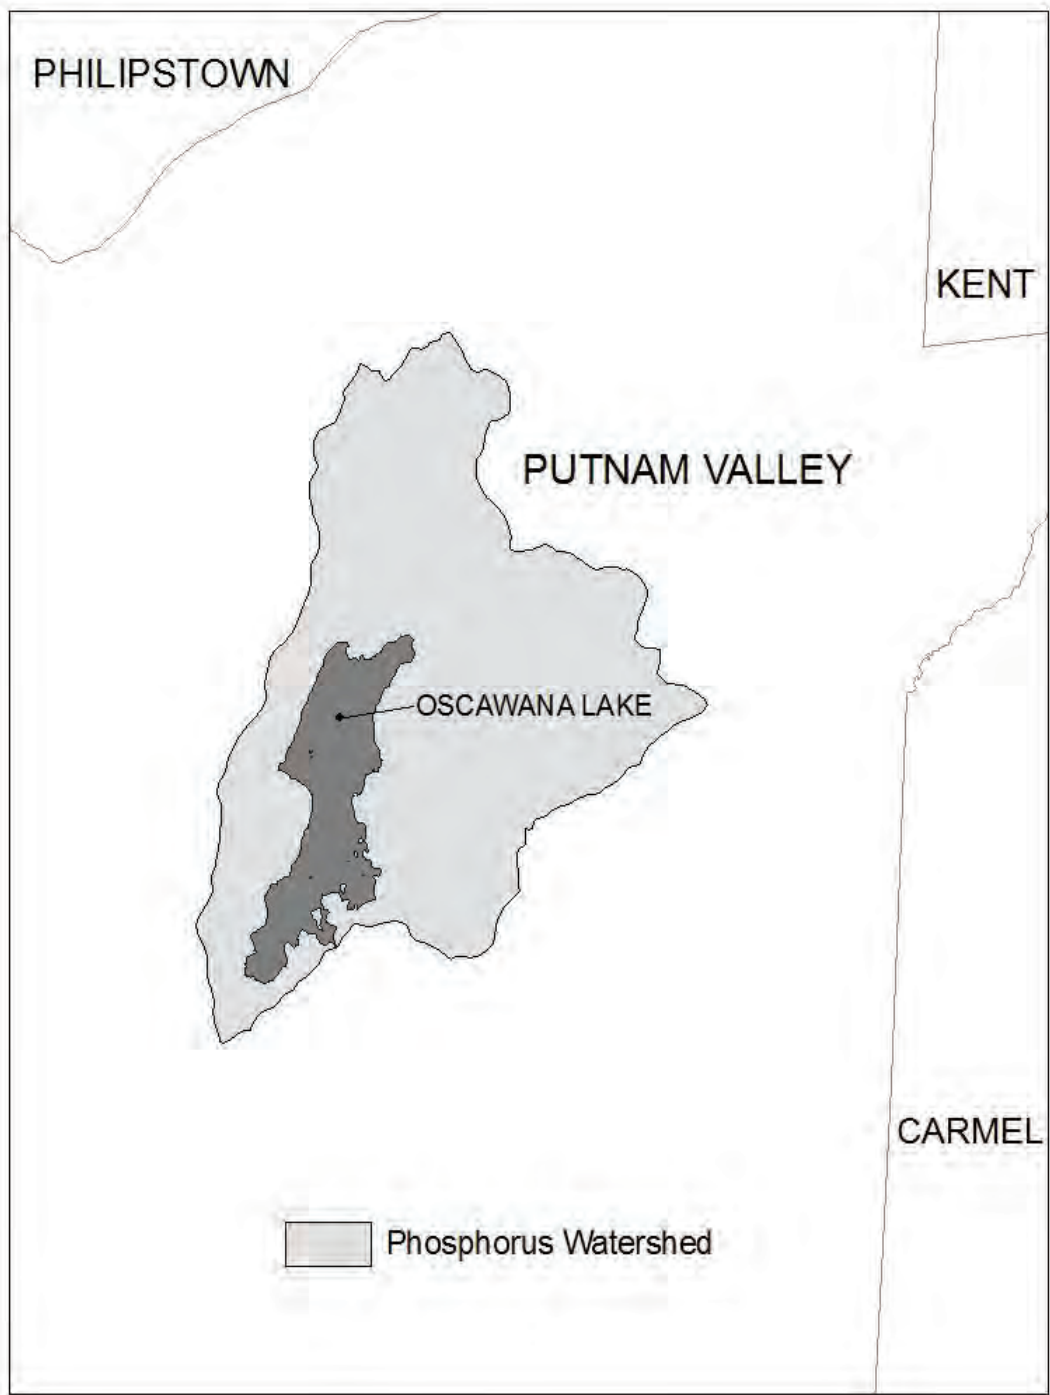 PHILIPSTOWN
KENT
PUTNAM VALLEY
OSCAWANA LAKE
CARMEL
Phosphorus Watershed